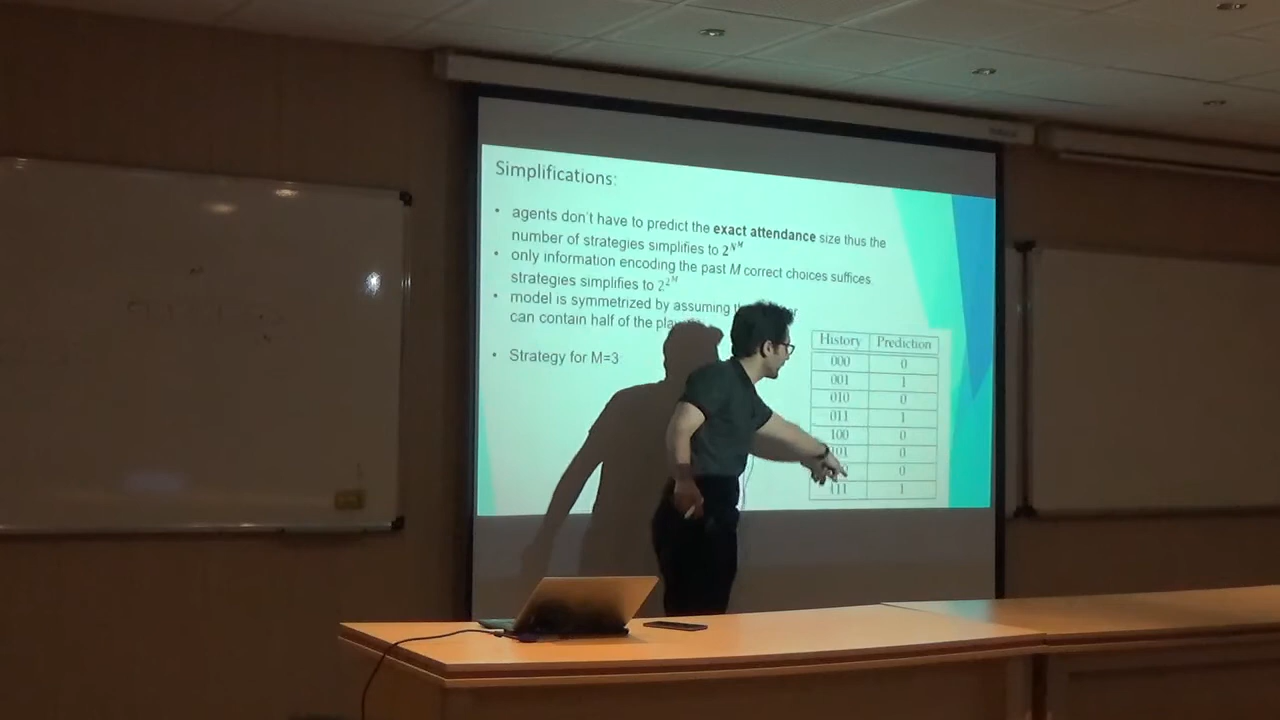 Simplifications:
• agents don't have to predict the exact attendance size thus the
number of strategies simplifies to 2^N^M
• only information encoding the past M correct choices suffices
strategies simplifies to 2^2^M
• model is symmetrized by assuming
can contain half of the
• Strategy for M=3
History Prediction
000 0
001 1
010 0
011 1
100 0
101 0
0
111 1